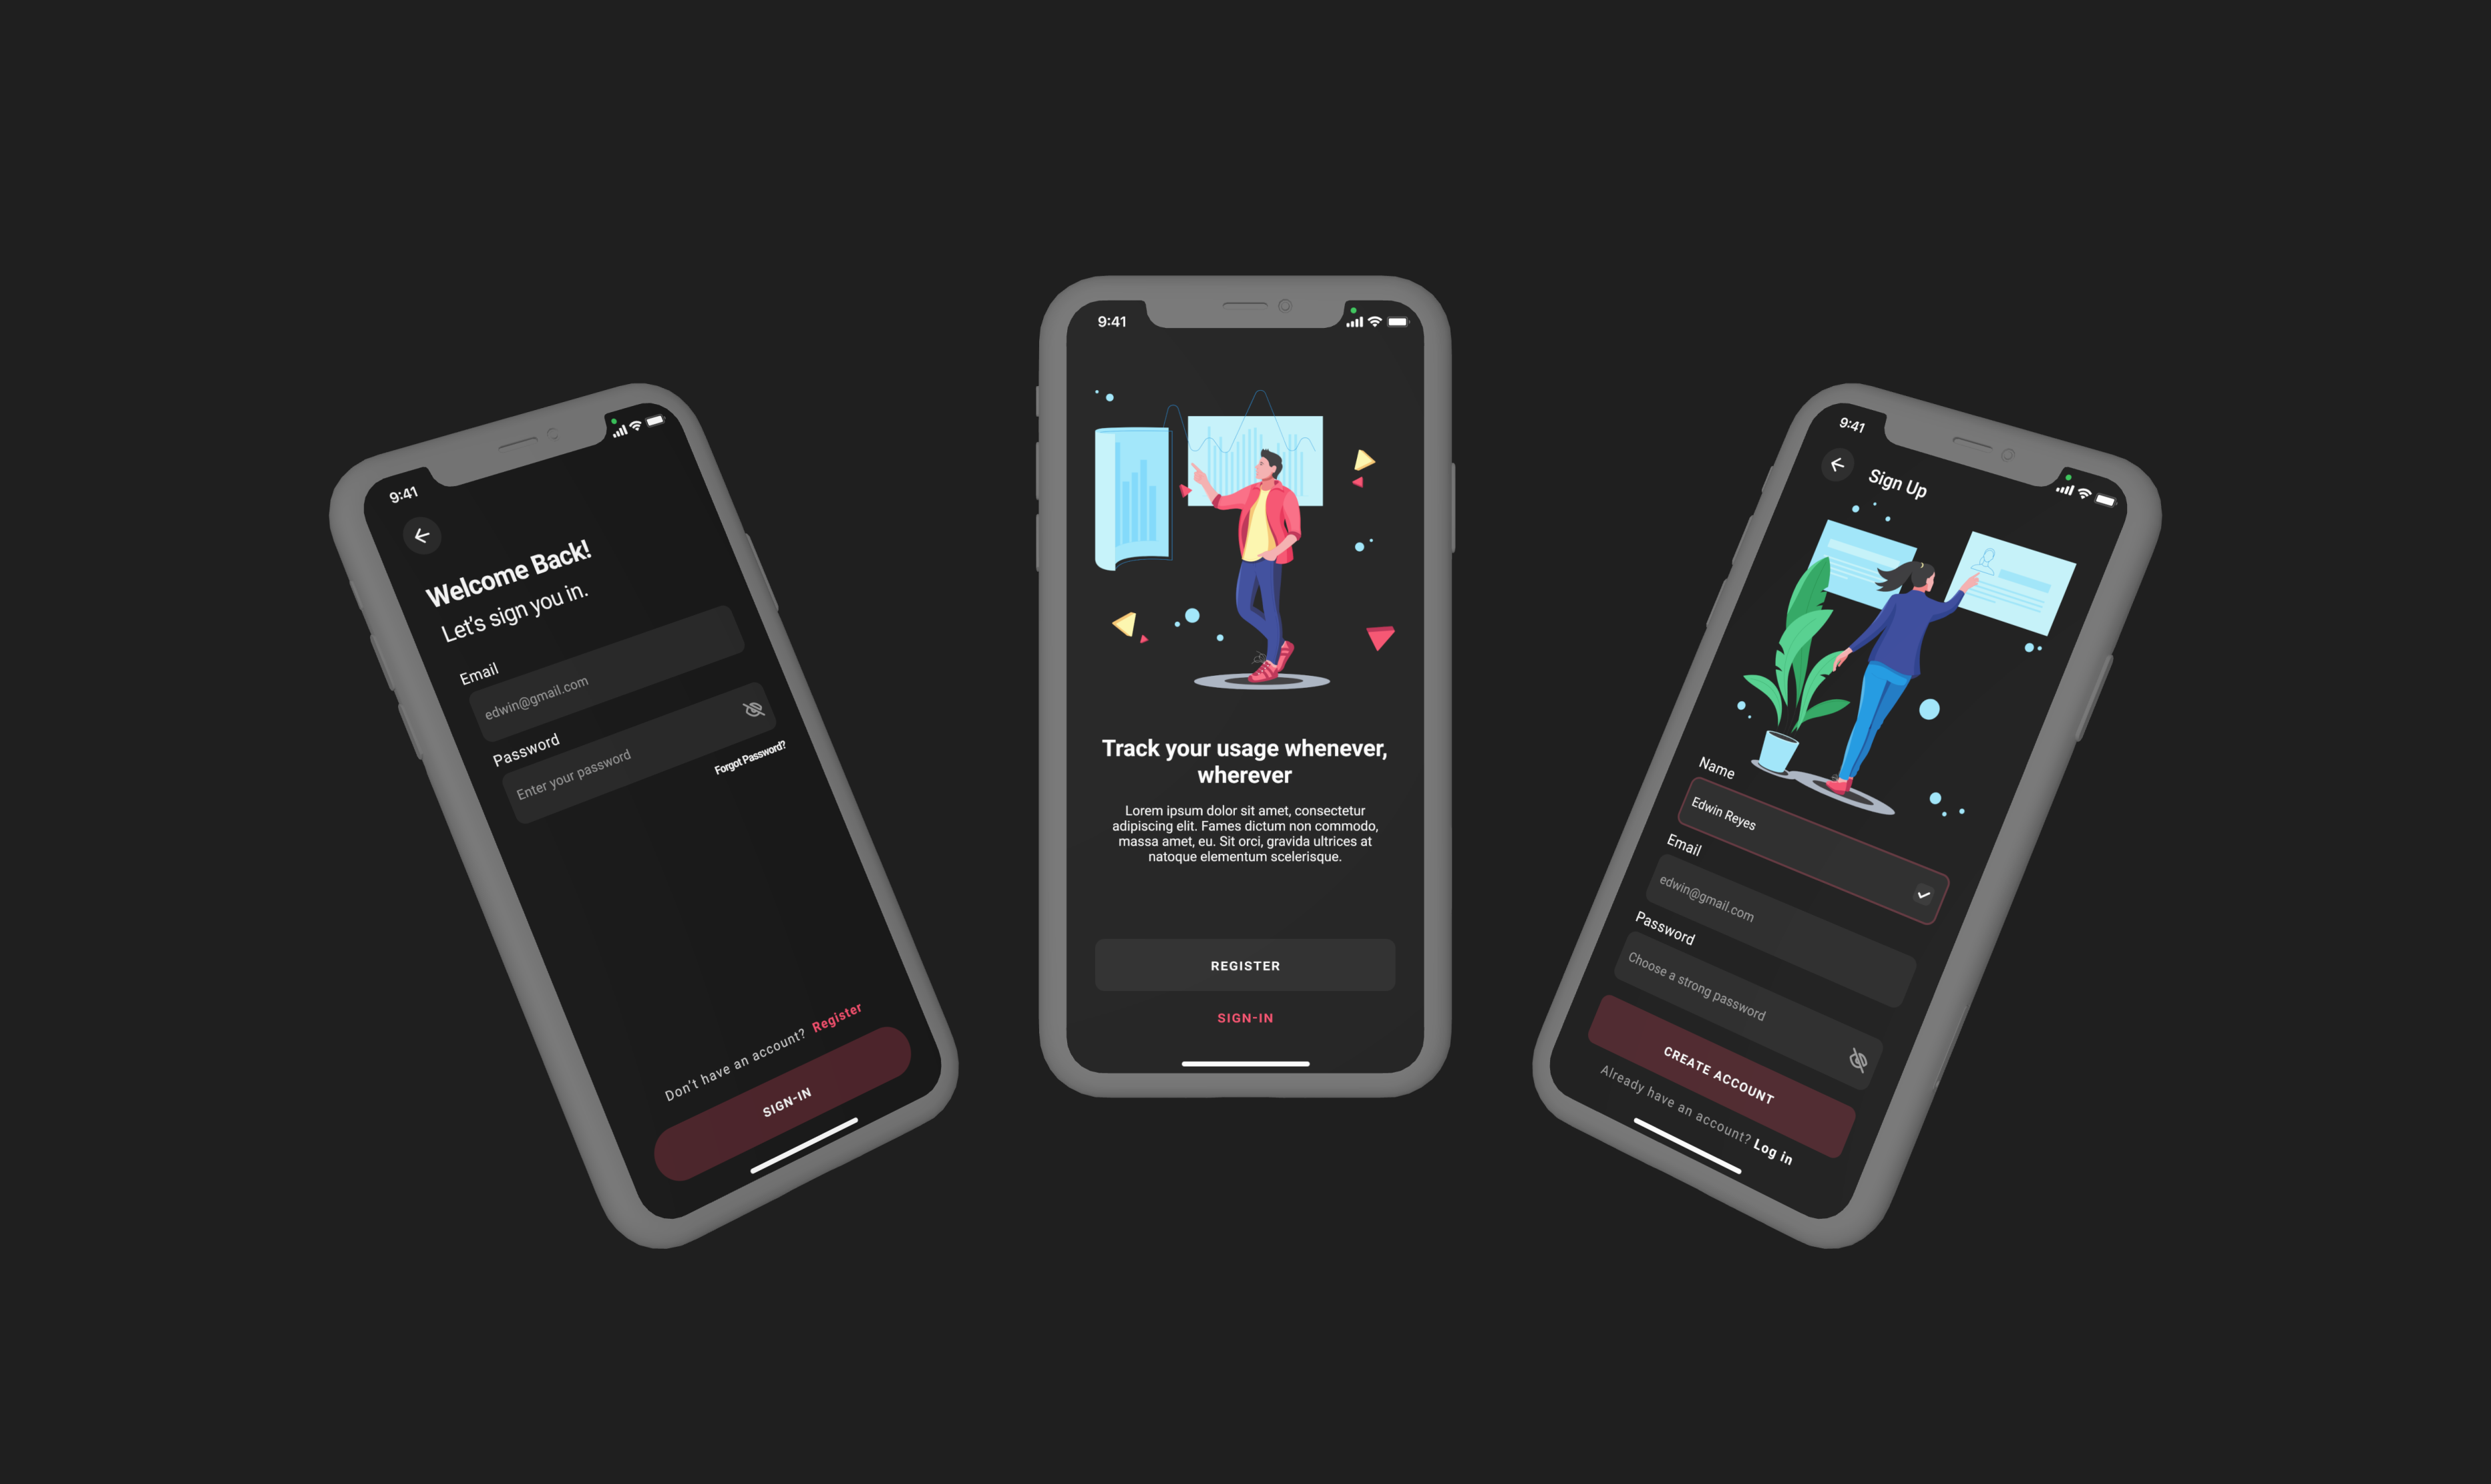 9:41
Welcome Back!
Let's sign you in.
Email
edwin@gmail.com
Password
Enter your password
Forgot Password?
Don't have an account? Register
SIGN-IN
9:41
Track your usage whenever,
wherever
Lorem ipsum dolor sit amet, consectetur
adipiscing elit. Fames dictum non commodo,
massa amet, eu. Sit orci, gravida ultrices at
natoque elementum scelerisque.
REGISTER
SIGN-IN
9:41
Sign Up
Name
Edwin Reyes
Email
edwin@gmail.com
Password
Choose a strong password
CREATE ACCOUNT
Already have an account? Log in